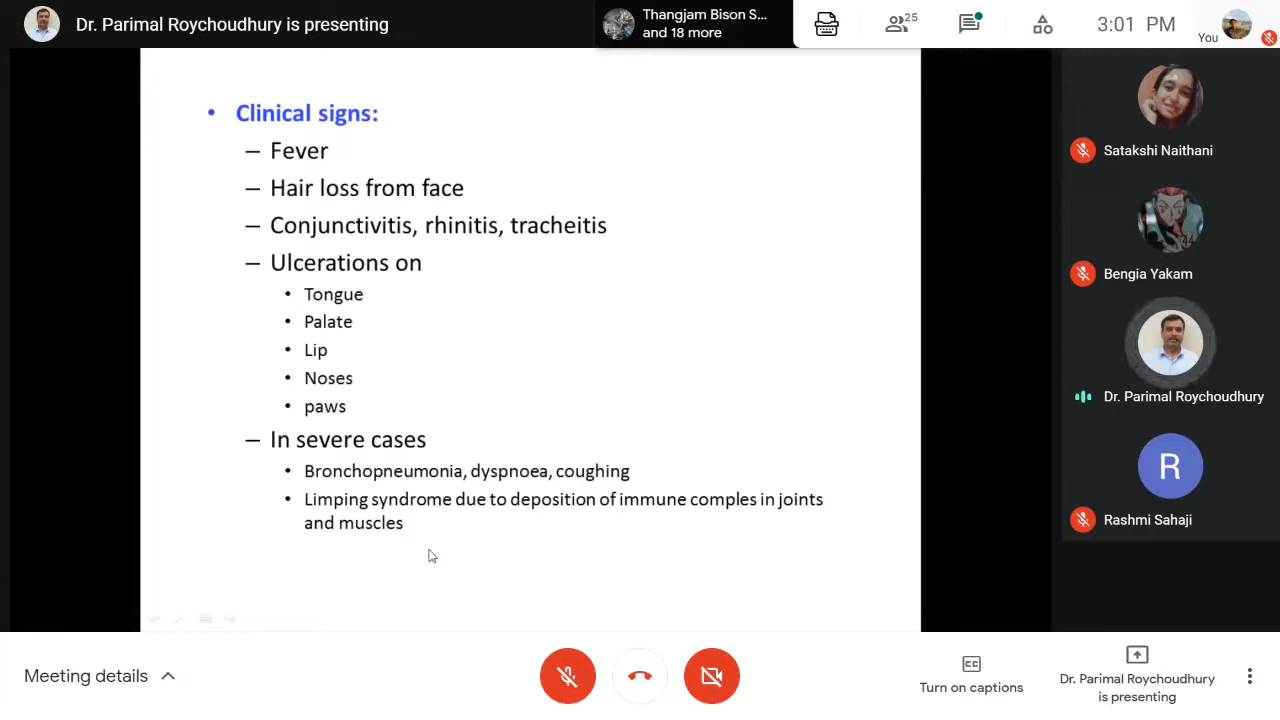 Dr. Parimal Roychoudhury is presenting
Thangjam Bison S...
and 18 more
25
3:01 PM
You
• Clinical signs:
– Fever
– Hair loss from face
– Conjunctivitis, rhinitis, tracheitis
– Ulcerations on
• Tongue
• Palate
• Lip
• Noses
• paws
– In severe cases
• Bronchopneumonia, dyspnoea, coughing
• Limping syndrome due to deposition of immune comples in joints
and muscles
Satakshi Naithani
Bengia Yakam
Dr. Parimal Roychoudhury
R
Rashmi Sahaji
Meeting details
CC
Turn on captions
Dr. Parimal Roychoudhury
is presenting